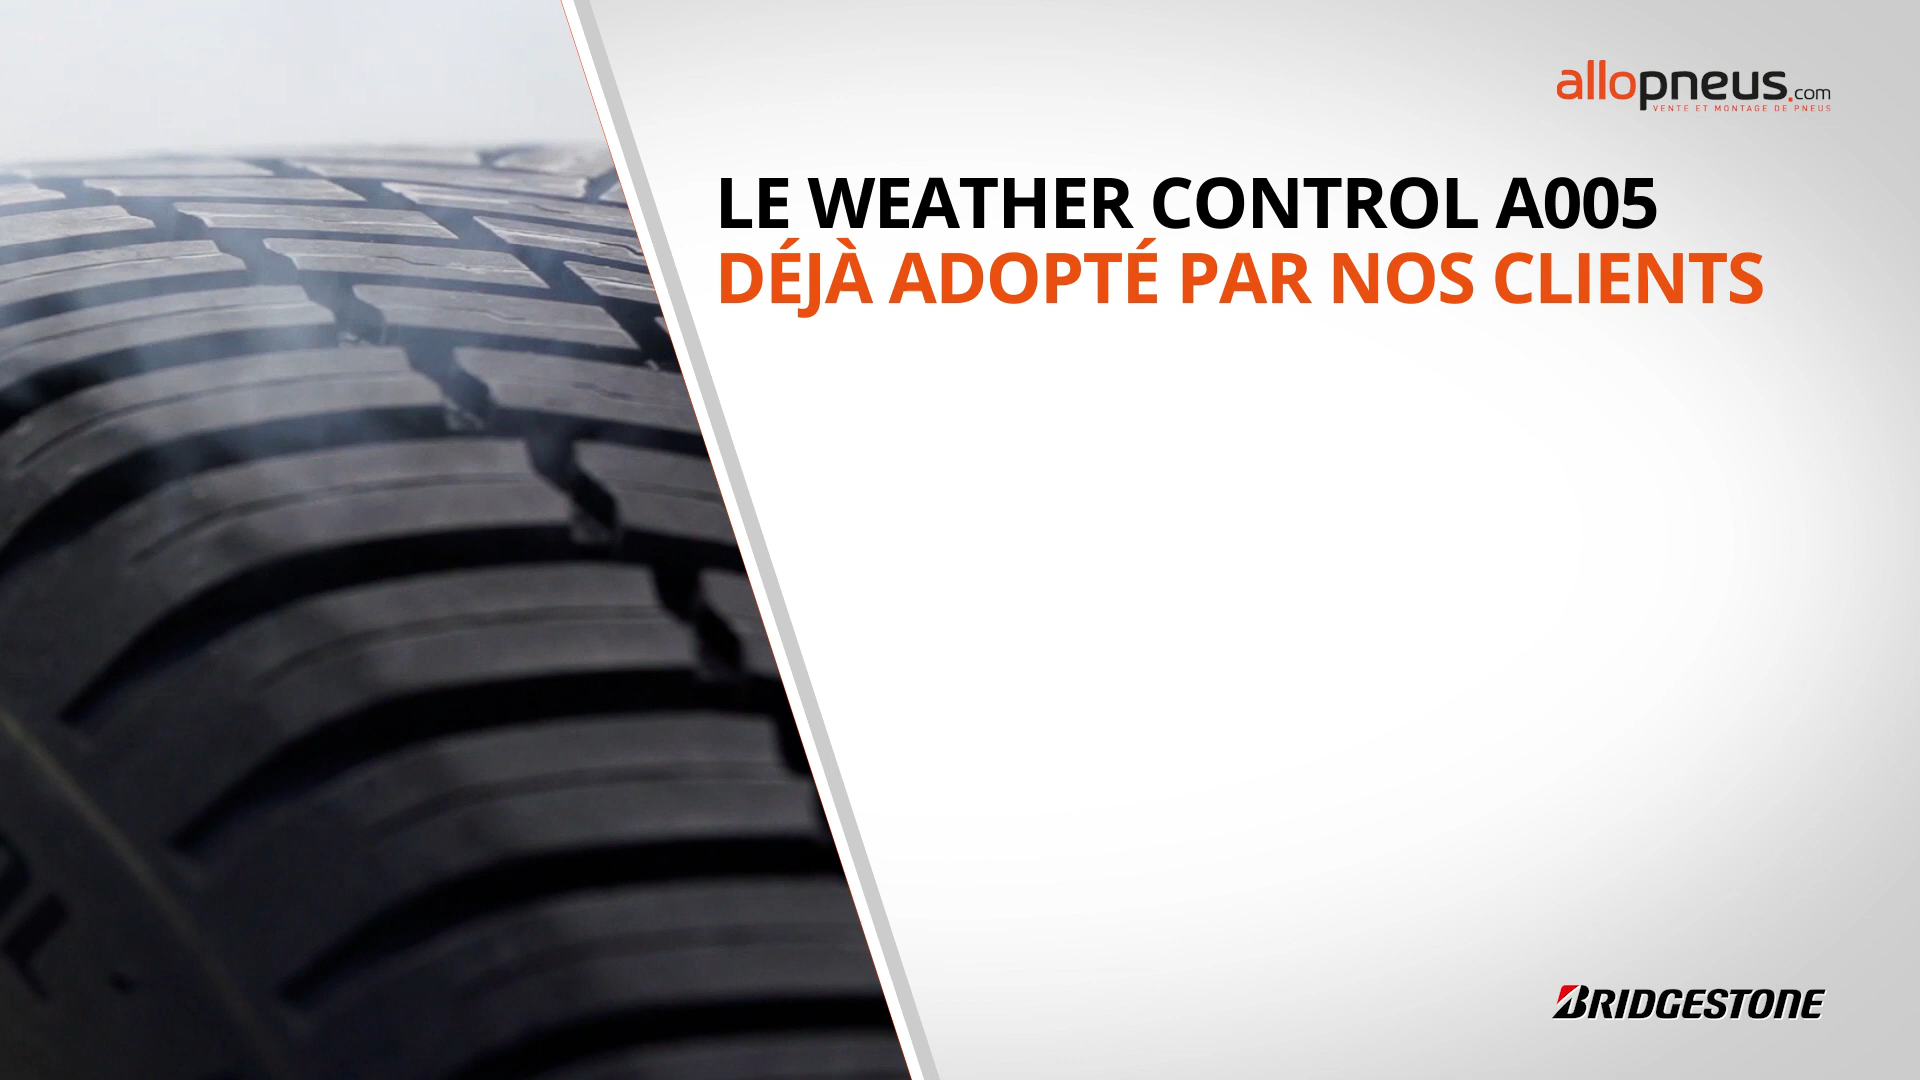 allopneus.com
VENTE ET MONTAGE DE PNEUS
LE WEATHER CONTROL A005
DÉJÀ ADOPTÉ PAR NOS CLIENTS
BRIDGESTONE